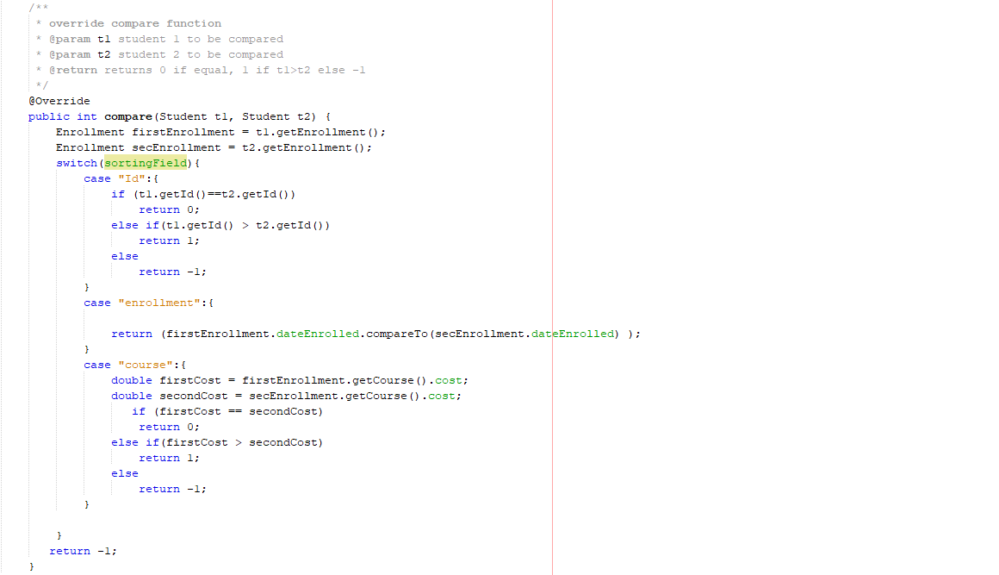 /**
* override compare function
* @param t1 student 1 to be compared
* @param t2 student 2 to be compared
* @return returns 0 if equal, 1 if t1>t2 else -1
*/
@Override
public int compare(Student t1, Student t2) {
Enrollment firstEnrollment = t1.getEnrollment();
Enrollment secEnrollment = t2.getEnrollment();
switch(sortingField){
case "Id":{
if (t1.getId()==t2.getId())
return 0;
else if(t1.getId() > t2.getId())
return 1;
else
return -1;
}
case "enrollment":{
return (firstEnrollment.dateEnrolled.compareTo(secEnrollment.dateEnrolled) );
}
case "course":{
double firstCost = firstEnrollment.getCourse().cost;
double secondCost = secEnrollment.getCourse().cost;
if (firstCost == secondCost)
return 0;
else if(firstCost > secondCost)
return 1;
else
return -1;
}
}
return -1;
}